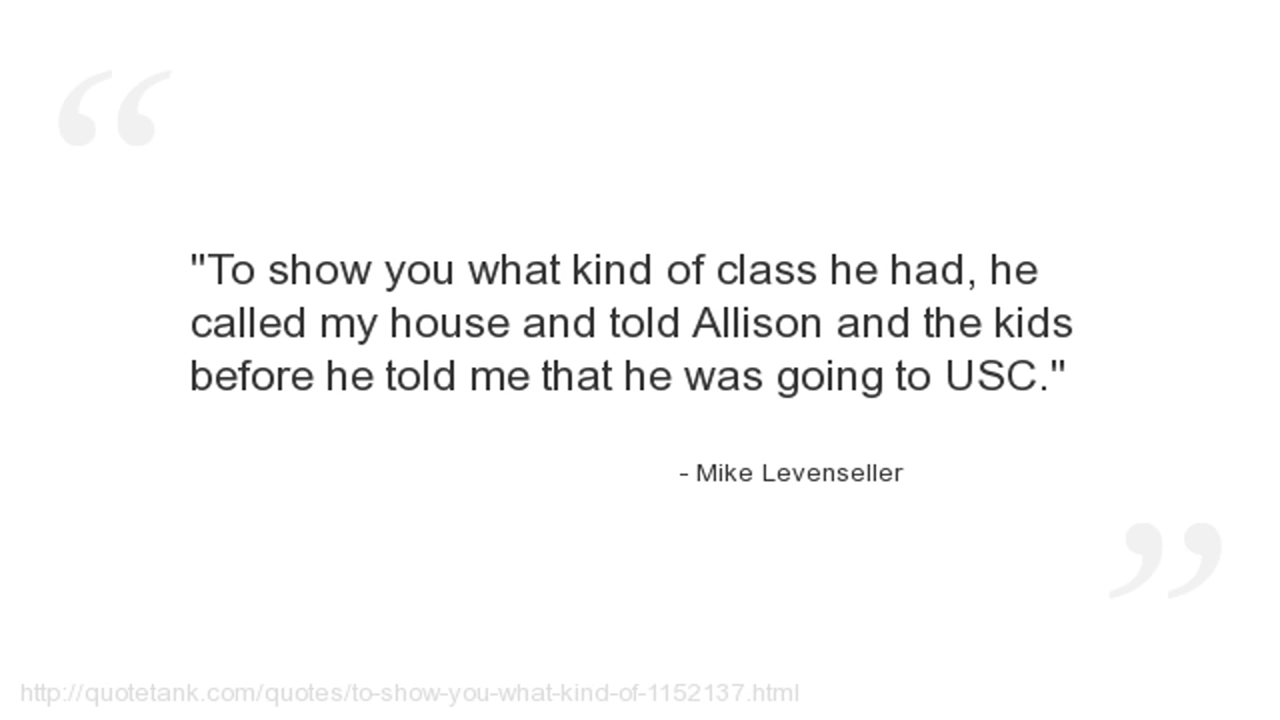 "To show you what kind of class he had, he
called my house and told Allison and the kids
before he told me that he was going to USC."
- Mike Levenseller
http://quotetank.com/quotes/to-show-you-what-kind-of-1152137.html